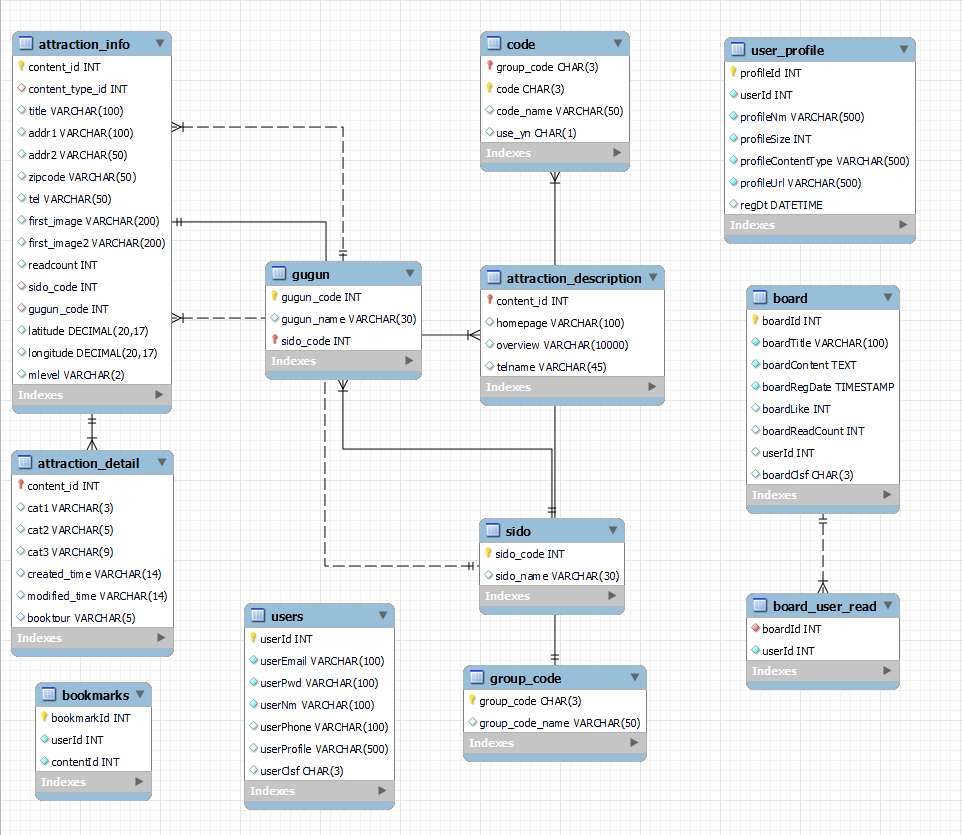 attraction_info
content_id INT
content_type_id INT
title VARCHAR(100)
addr1 VARCHAR(100)
addr2 VARCHAR(50)
zipcode VARCHAR(50)
tel VARCHAR(50)
first_image VARCHAR(200)
first_image2 VARCHAR(200)
readcount INT
sido_code INT
gugun_code INT
latitude DECIMAL(20,17)
longitude DECIMAL(20,17)
mlevel VARCHAR(2)
Indexes
attraction_detail
content_id INT
cat1 VARCHAR(3)
cat2 VARCHAR(5)
cat3 VARCHAR(9)
created_time VARCHAR(14)
modified_time VARCHAR(14)
booktour VARCHAR(5)
Indexes
bookmarks
bookmarkId INT
userId INT
contentId INT
Indexes
gugun
gugun_code INT
gugun_name VARCHAR(30)
sido_code INT
Indexes
users
userId INT
userEmail VARCHAR(100)
userPwd VARCHAR(100)
userNm VARCHAR(100)
userPhone VARCHAR(100)
userProfile VARCHAR(500)
userClsf CHAR(3)
Indexes
code
group_code CHAR(3)
code CHAR(3)
code_name VARCHAR(50)
use_yn CHAR(1)
Indexes
attraction_description
content_id INT
homepage VARCHAR(100)
overview VARCHAR(10000)
telname VARCHAR(45)
Indexes
sido
sido_code INT
sido_name VARCHAR(30)
Indexes
group_code
group_code CHAR(3)
group_code_name VARCHAR(50)
Indexes
user_profile
profileId INT
userId INT
profileNm VARCHAR(500)
profileSize INT
profileContentType VARCHAR(500)
profileUrl VARCHAR(500)
regDt DATETIME
Indexes
board
boardId INT
boardTitle VARCHAR(100)
boardContent TEXT
boardRegDate TIMESTAMP
boardLike INT
boardReadCount INT
userId INT
boardClsf CHAR(3)
Indexes
board_user_read
boardId INT
userId INT
Indexes